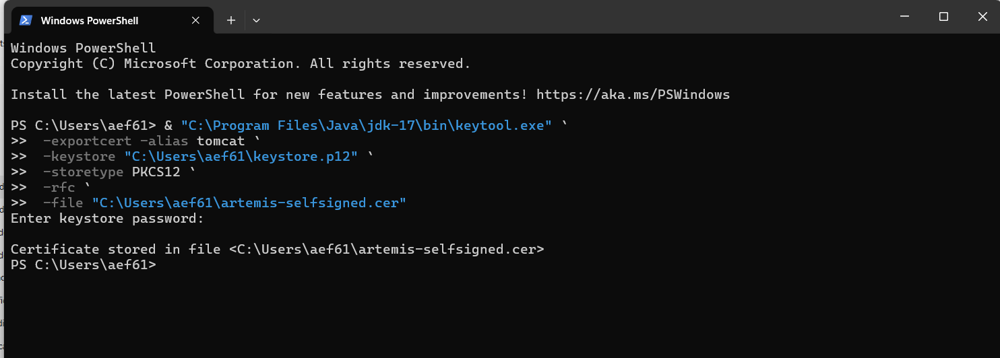 Windows PowerShell
Windows PowerShell
Copyright (C) Microsoft Corporation. All rights reserved.
Install the latest PowerShell for new features and improvements! https://aka.ms/PSWindows
PS C:\Users\aef61> & "C:\Program Files\Java\jdk-17\bin\keytool.exe" `
>>  -exportcert -alias tomcat `
>>  -keystore "C:\Users\aef61\keystore.p12" `
>>  -storetype PKCS12 `
>>  -rfc `
>>  -file "C:\Users\aef61\artemis-selfsigned.cer"
Enter keystore password:
Certificate stored in file <C:\Users\aef61\artemis-selfsigned.cer>
PS C:\Users\aef61>